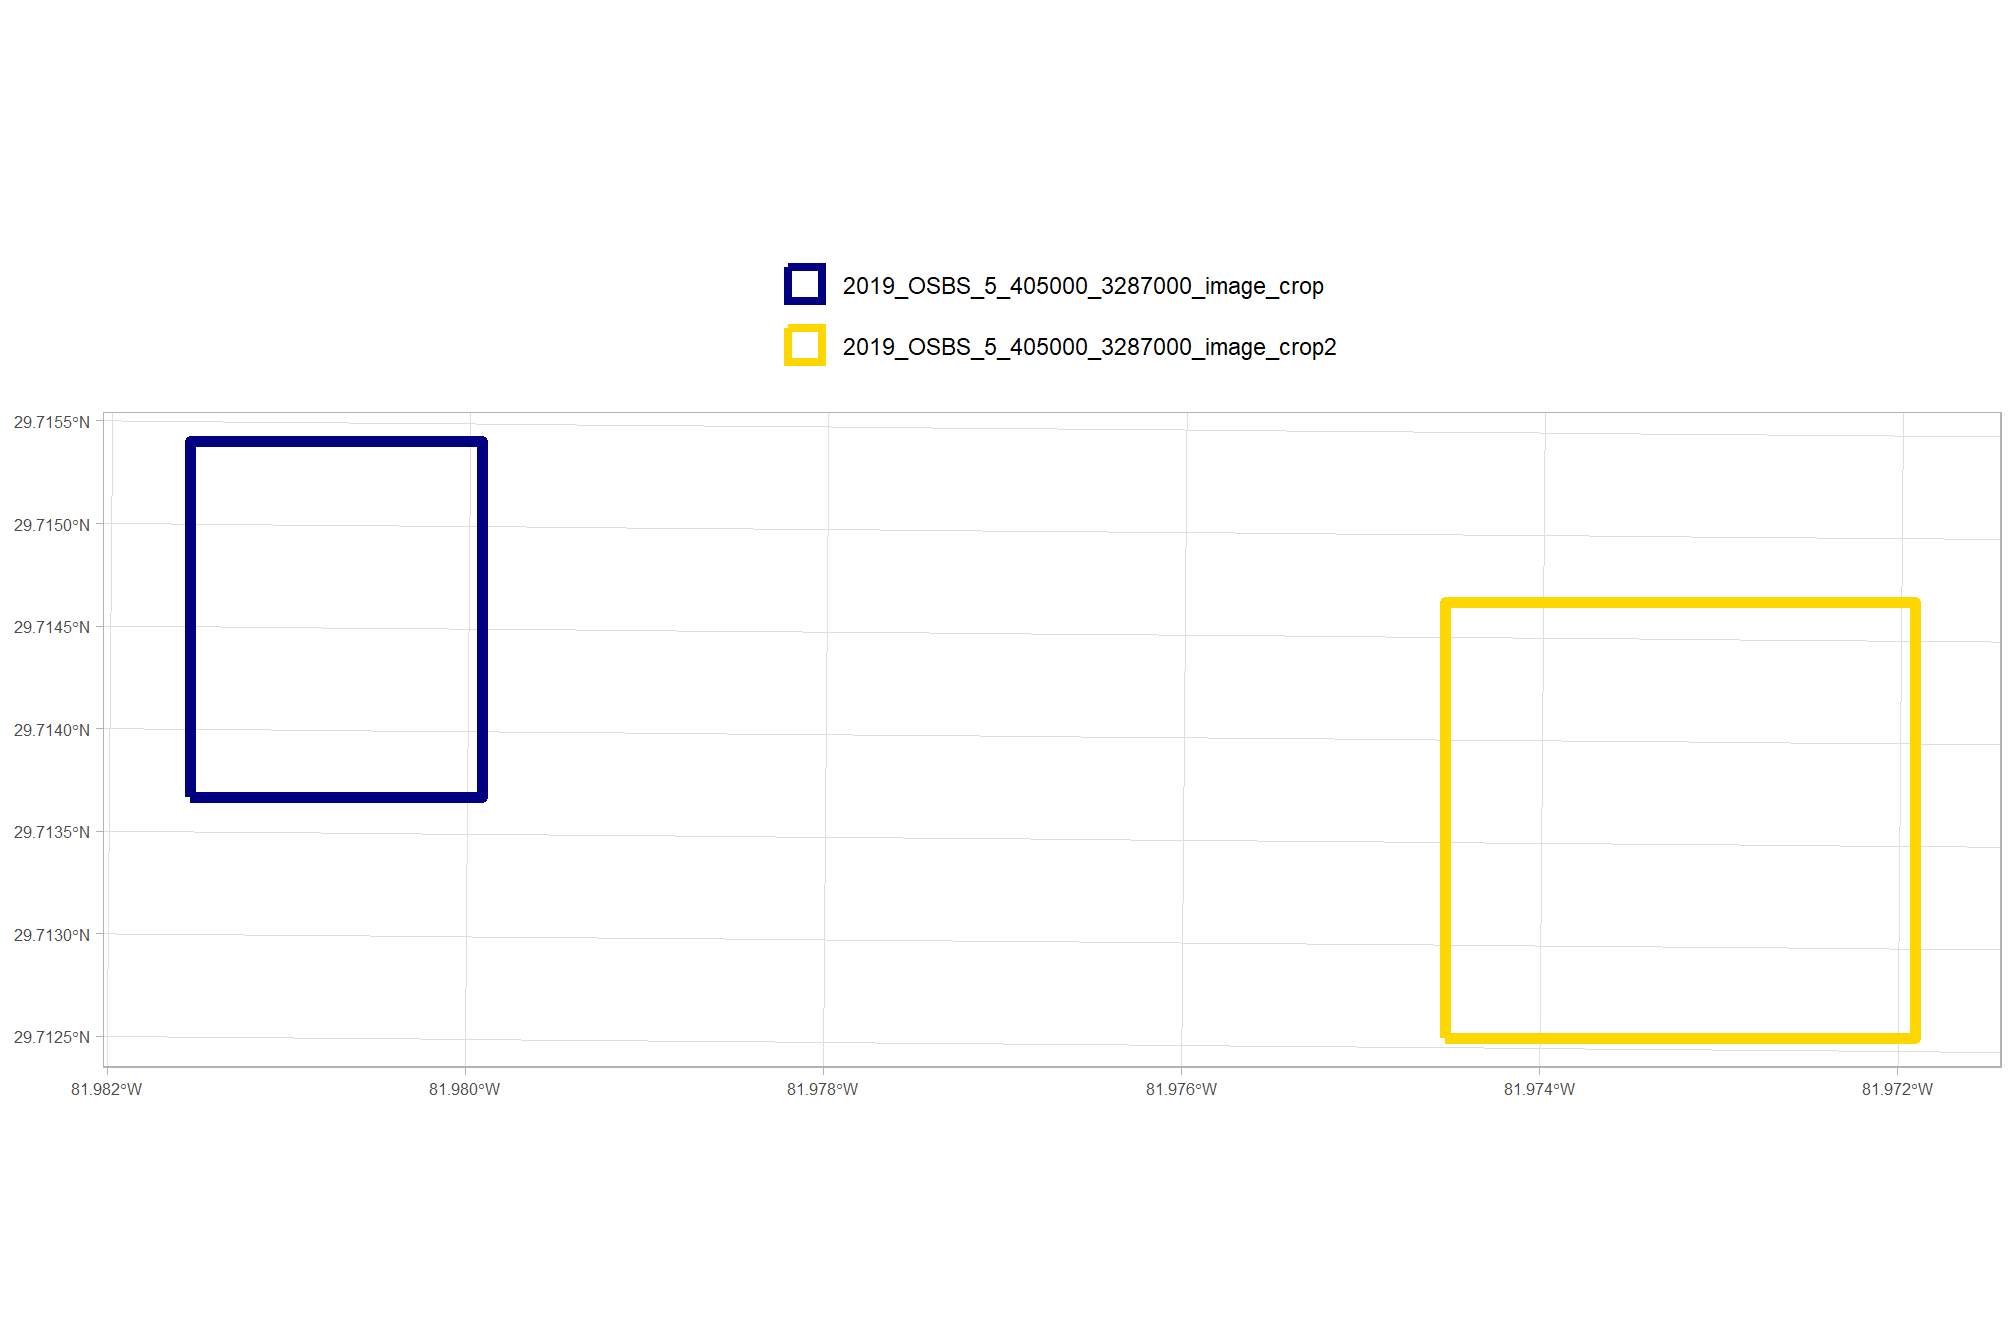 2019_OSBS_5_405000_3287000_image_crop
2019_OSBS_5_405000_3287000_image_crop2
29.7155°N
29.7150°N
29.7145°N
29.7140°N
29.7135°N
29.7130°N
29.7125°N
81.982°W 81.980°W 81.978°W 81.976°W 81.974°W 81.972°W